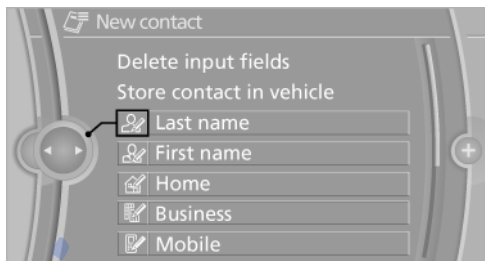 New contact
Delete input fields
Store contact in vehicle
Last name
First name
Home
Business
Mobile